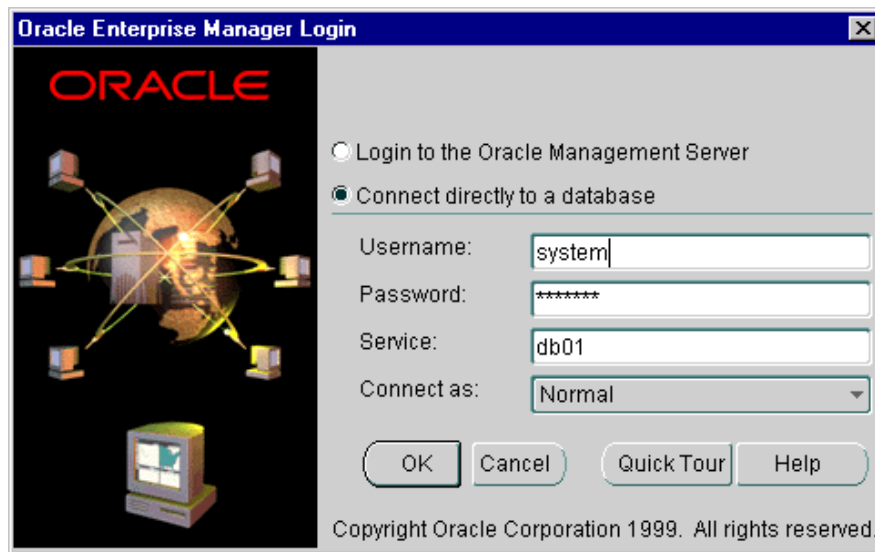 Oracle Enterprise Manager Login
ORACLE
Login to the Oracle Management Server
Connect directly to a database
Username: system
Password: *******
Service: db01
Connect as: Normal
OK Cancel Quick Tour Help
Copyright Oracle Corporation 1999. All rights reserved.